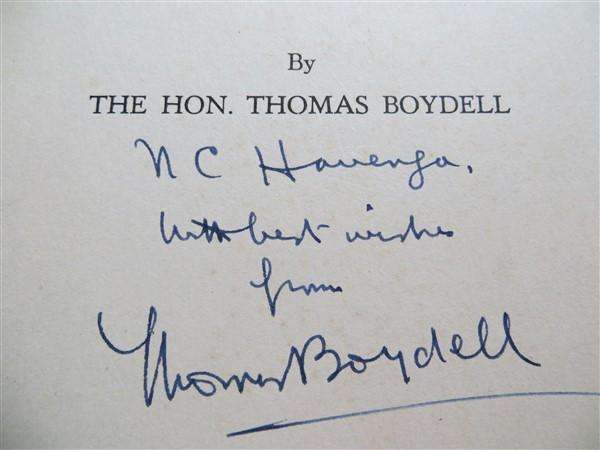 By
THE HON. THOMAS BOYDELL
N C Havenga.
With best wishes
from
Thomas Boydell